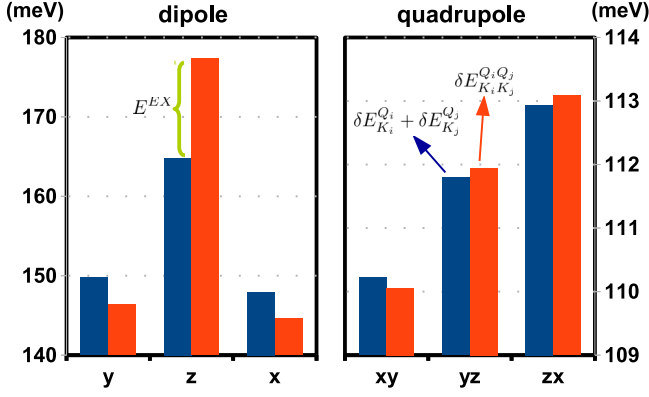 (meV) dipole quadrupole (meV)
180 114
170 113
160 112
150 111
140 110
109
E^{EX}
δE^{Q_i}_{K_i} + δE^{Q_j}_{K_j}
δE^{Q_iQ_j}_{K_iK_j}
y z x xy yz zx